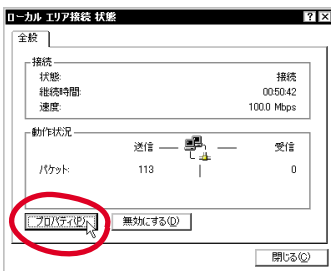 ローカル エリア接続 状態
全般
接続
状態: 接続
継続時間: 00:50:42
速度: 100.0 Mbps
動作状況
送信 受信
パケット: 113 0
プロパティ(P) 無効にする(D)
閉じる(C)